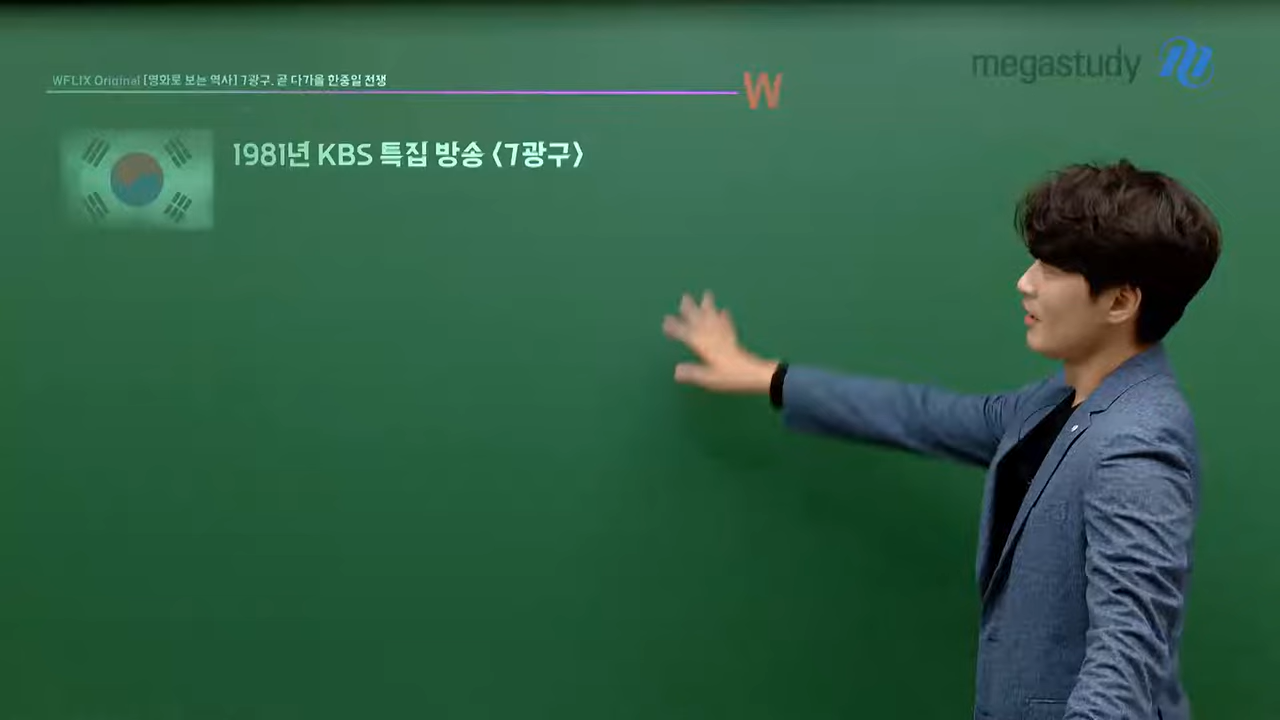 WFLIX Original [영화로 보는 역사] 7광구. 곧 다가올 한중일 전쟁
W
megastudy
1981년 KBS 특집 방송 〈7광구〉